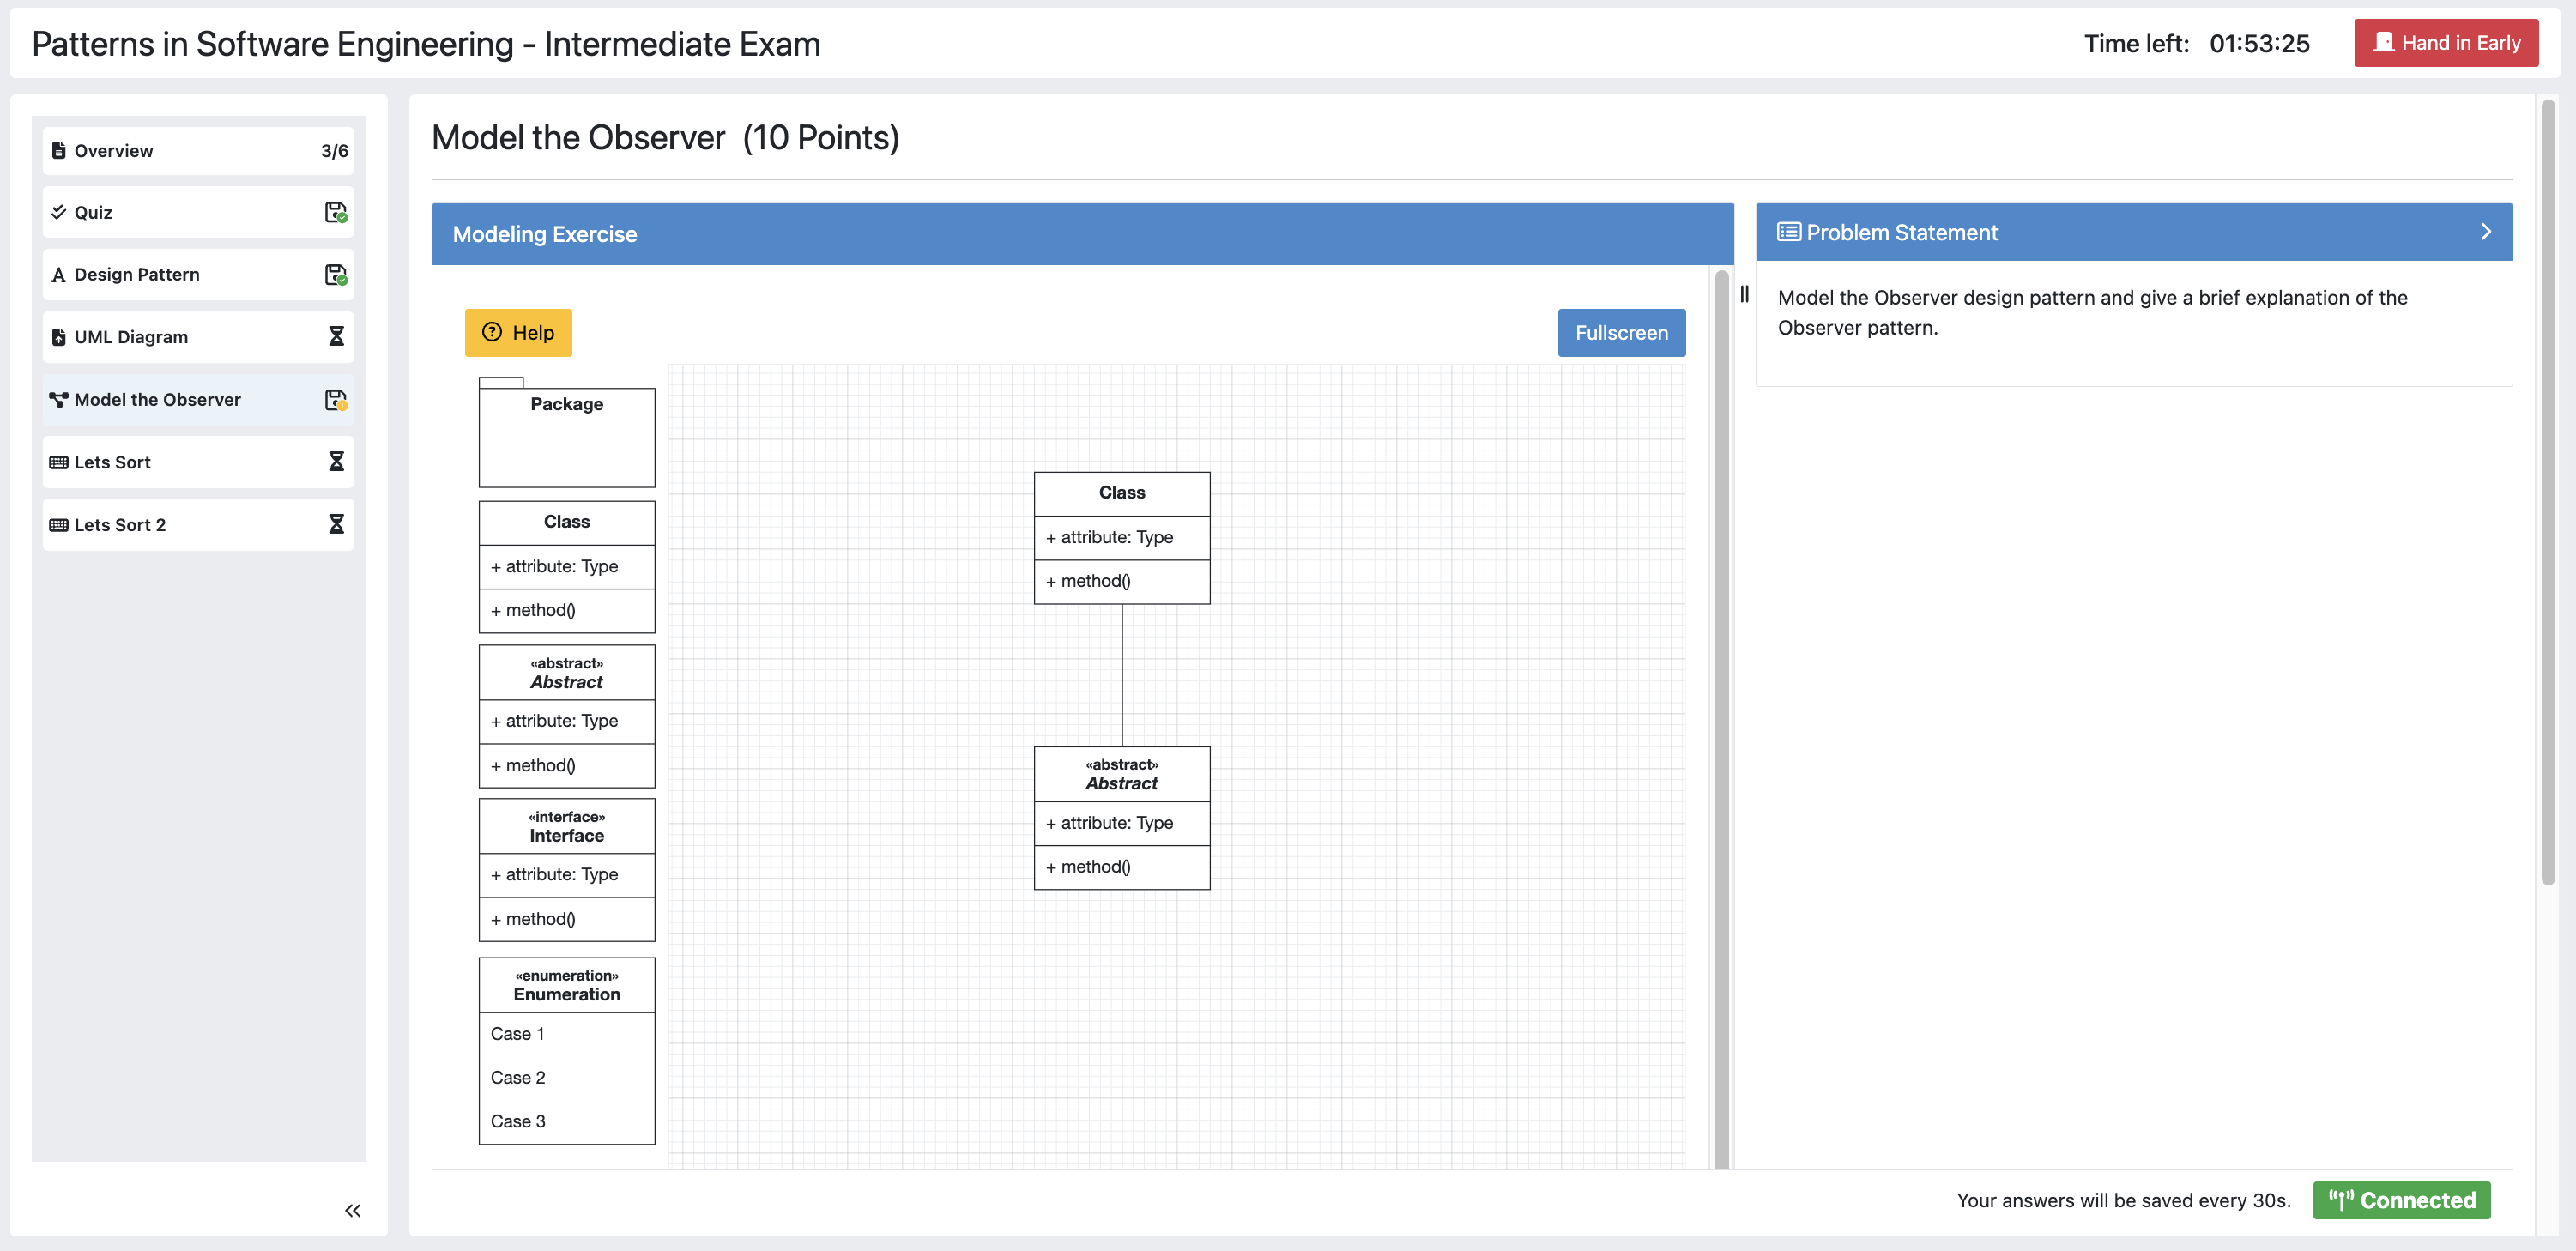 Patterns in Software Engineering - Intermediate Exam
Time left: 01:53:25
Hand in Early
Overview 3/6
Quiz
Design Pattern
UML Diagram
Model the Observer
Lets Sort
Lets Sort 2
Model the Observer (10 Points)
Modeling Exercise
Help
Fullscreen
Package
Class
+ attribute: Type
+ method()
«abstract»
Abstract
+ attribute: Type
+ method()
«interface»
Interface
+ attribute: Type
+ method()
«enumeration»
Enumeration
Case 1
Case 2
Case 3
Class
+ attribute: Type
+ method()
«abstract»
Abstract
+ attribute: Type
+ method()
Problem Statement
Model the Observer design pattern and give a brief explanation of the
Observer pattern.
Your answers will be saved every 30s.
Connected